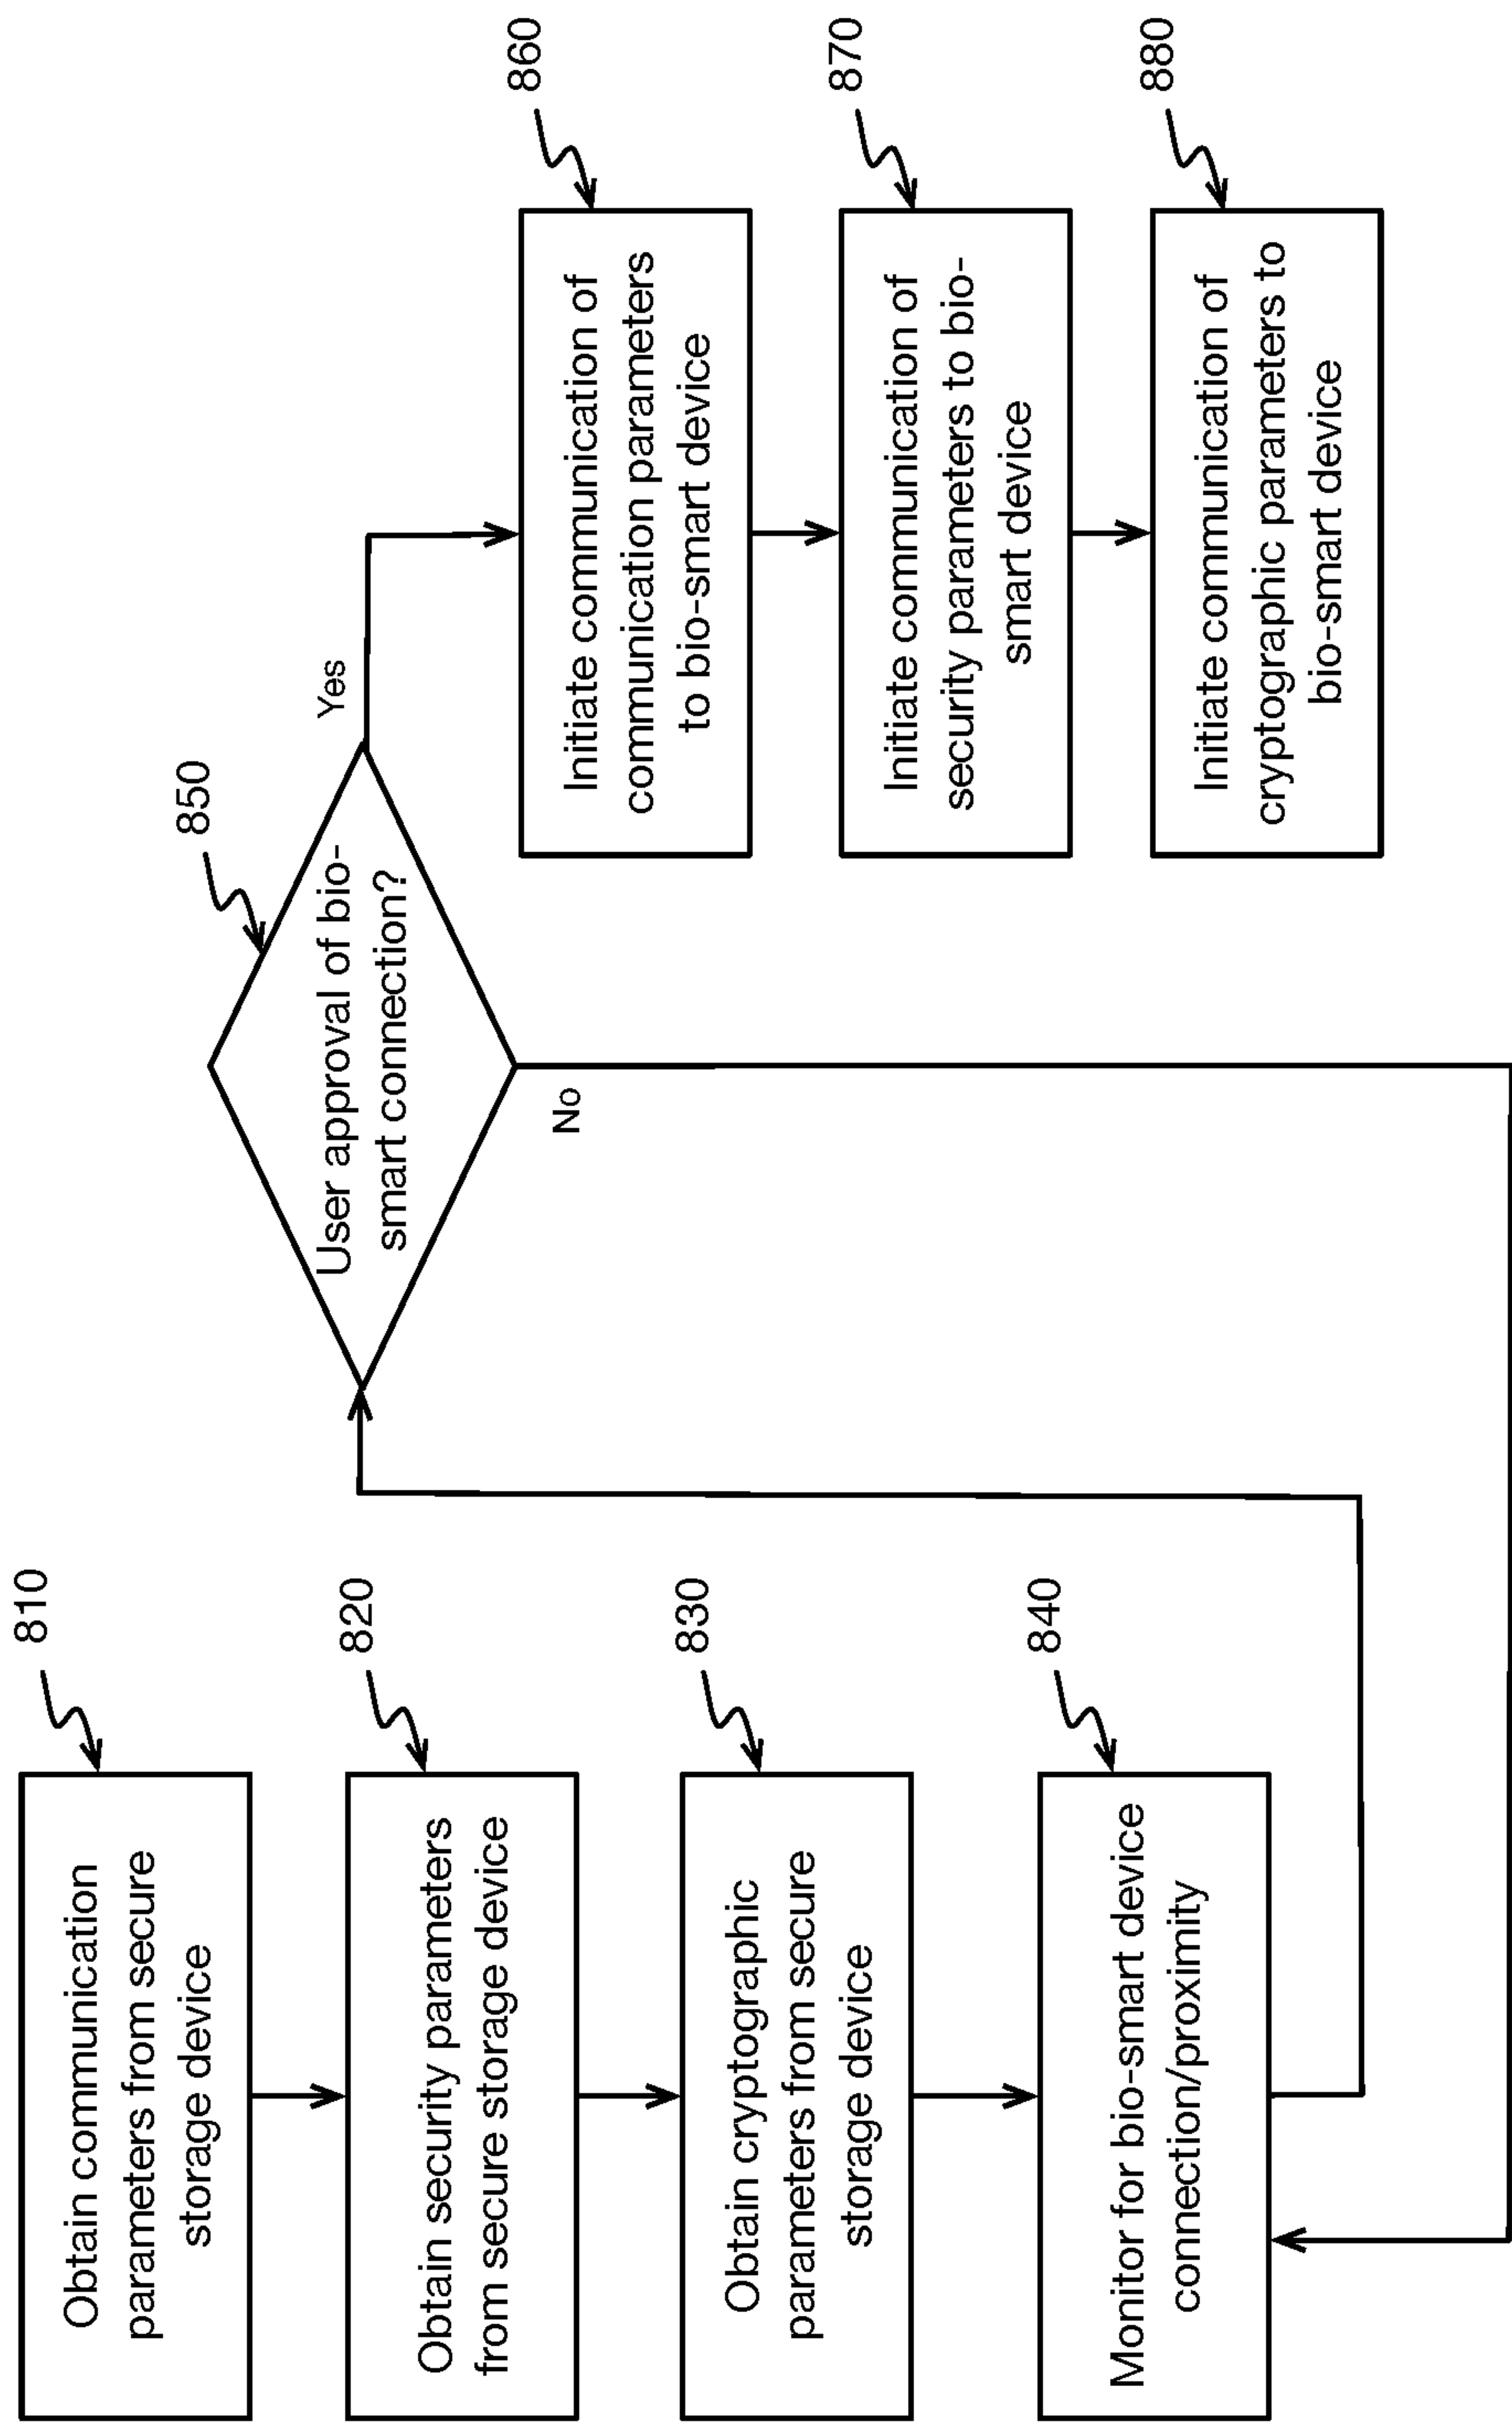 810
Obtain communication
parameters from secure
storage device
820
Obtain security parameters
from secure storage device
830
Obtain cryptographic
parameters from secure
storage device
840
Monitor for bio-smart device
connection/proximity
850
User approval of bio-
smart connection?
Yes
No
860
Initiate communication of
communication parameters
to bio-smart device
870
Initiate communication of
security parameters to bio-
smart device
880
Initiate communication of
cryptographic parameters to
bio-smart device